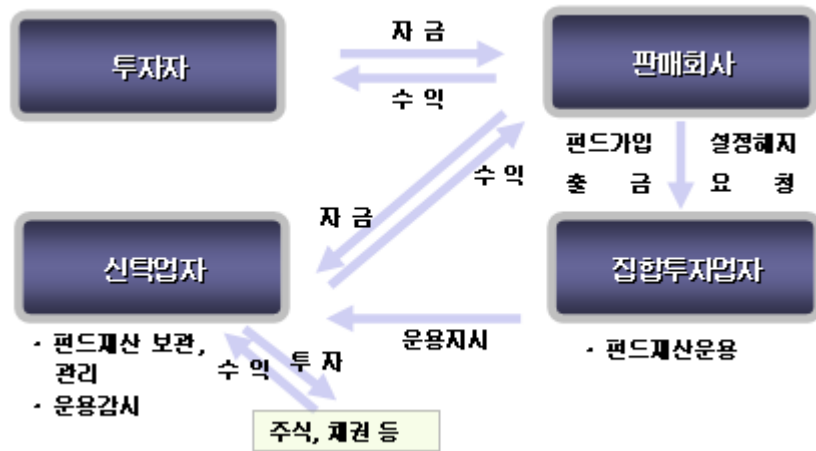 자 금
투자자
판매회사
수 익
펀드가입 설정해지
출 금 요 청
수 익
자 금
신탁업자
집합투자업자
운용지시
· 펀드재산 보관,
관리
· 운용감시
· 펀드재산운용
수 익
투 자
주식, 채권 등